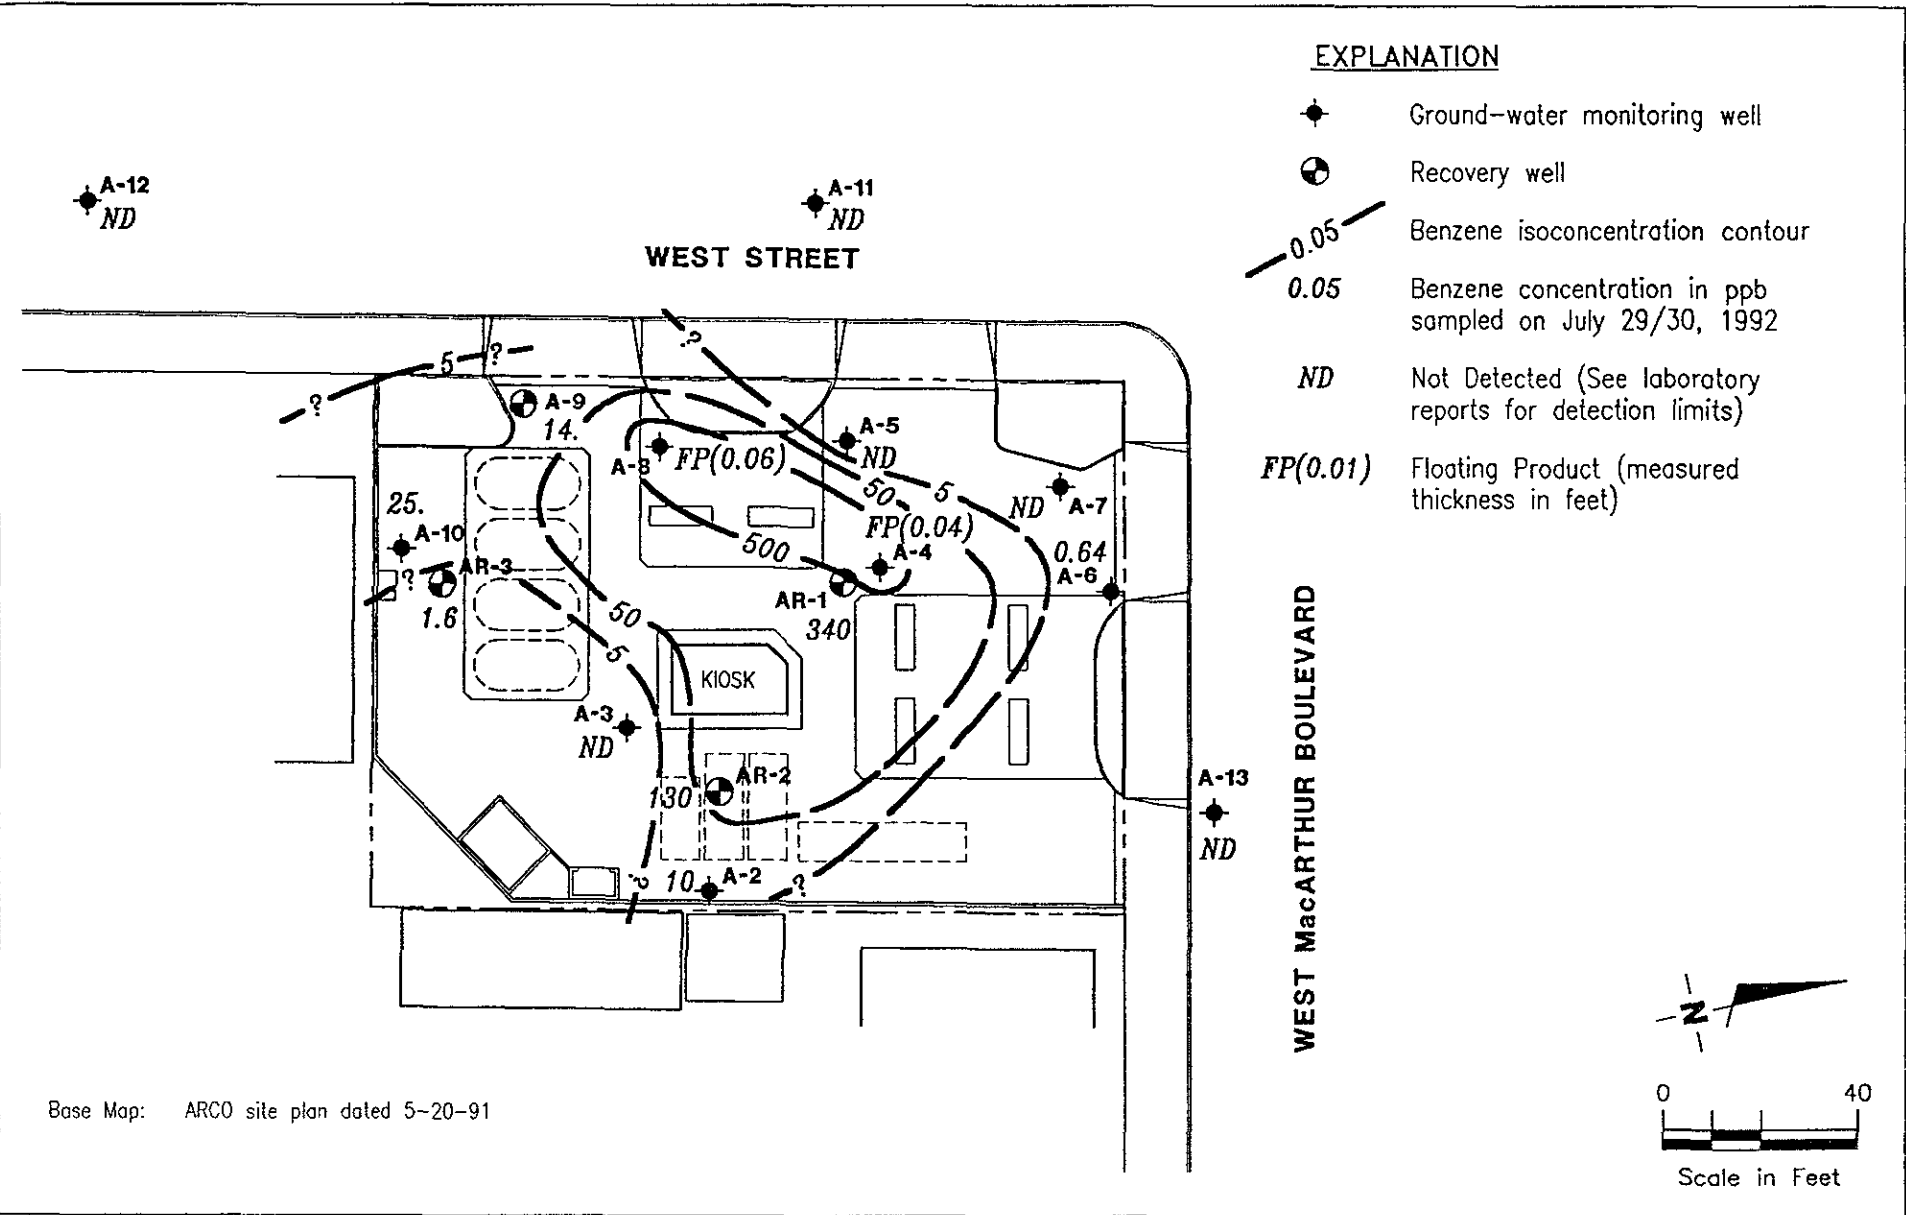 EXPLANATION
Ground-water monitoring well
Recovery well
0.05
Benzene isoconcentration contour
0.05
Benzene concentration in ppb
sampled on July 29/30, 1992
ND
Not Detected (See laboratory
reports for detection limits)
FP(0.01)
Floating Product (measured
thickness in feet)
A-12
ND
A-11
ND
WEST STREET
?
5
?
?
A-9
14.
A-8
FP(0.06)
A-5
ND
50
5
ND
A-7
25.
A-10
FP(0.04)
500
A-4
0.64
A-6
?
AR-3
1.6
AR-1
340
50
5
KIOSK
A-3
ND
AR-2
130
A-13
ND
?
10
A-2
?
WEST MacARTHUR BOULEVARD
N
0
40
Scale in Feet
Base Map: ARCO site plan dated 5-20-91